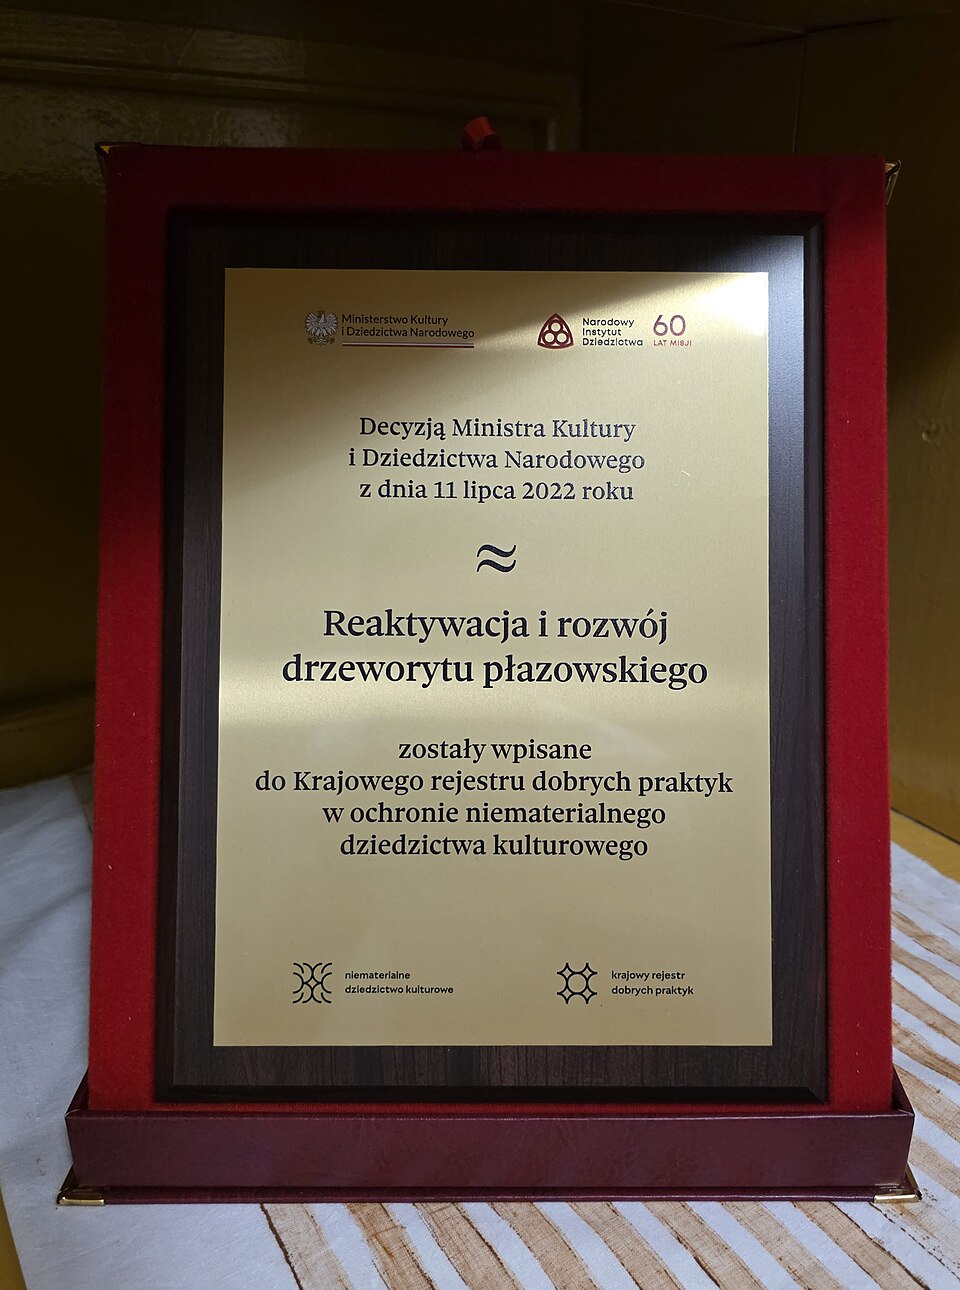 Ministerstwo Kultury
i Dziedzictwa Narodowego
Narodowy
Instytut
Dziedzictwa
60
LAT MISJI
Decyzją Ministra Kultury
i Dziedzictwa Narodowego
z dnia 11 lipca 2022 roku
≈
Reaktywacja i rozwój
drzeworytu płazowskiego
zostały wpisane
do Krajowego rejestru dobrych praktyk
w ochronie niematerialnego
dziedzictwa kulturowego
niematerialne
dziedzictwo kulturowe
krajowy rejestr
dobrych praktyk